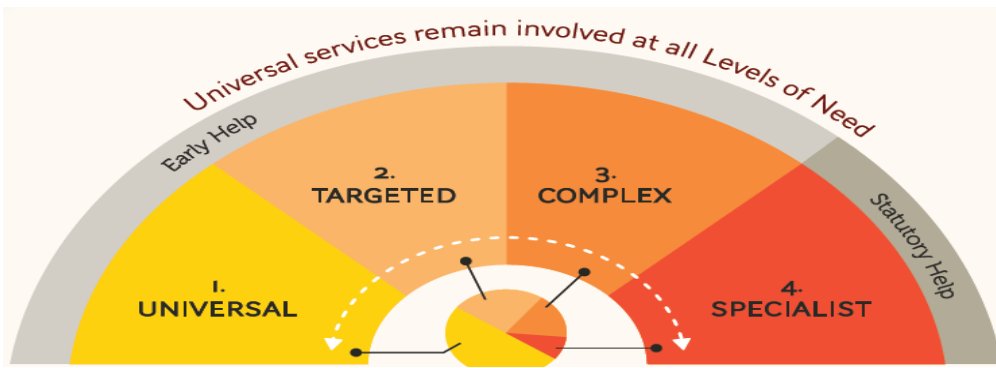 Universal services remain involved at all Levels of Need
Early Help
2.
TARGETED
3.
COMPLEX
Statutory Help
1.
UNIVERSAL
4.
SPECIALIST